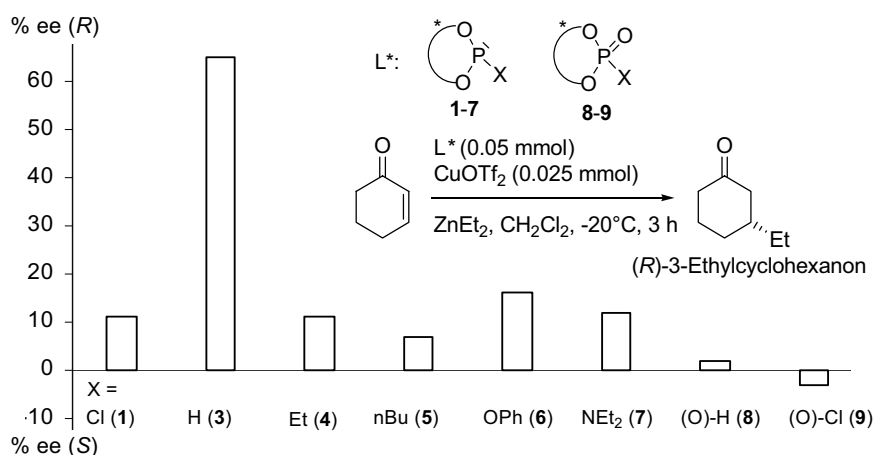 % ee (R)
60
50
40
30
20
10
0
-10
% ee (S)
L*:
*
O
P
X
O
1-7
*
O
O
P
X
O
8-9
O
L* (0.05 mmol)
CuOTf2 (0.025 mmol)
ZnEt2, CH2Cl2, -20°C, 3 h
O
Et
(R)-3-Ethylcyclohexanon
X =
Cl (1) H (3) Et (4) nBu (5) OPh (6) NEt2 (7) (O)-H (8) (O)-Cl (9)